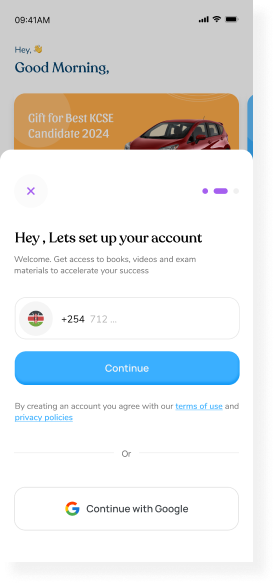 09:41AM
Hey, 👋
Good Morning,
Gift for Best KCSE
Candidate 2024
Hey , Lets set up your account
Welcome. Get access to books, videos and exam
materials to accelerate your success
+254 712 ...
Continue
By creating an account you agree with our terms of use and
privacy policies
Or
Continue with Google